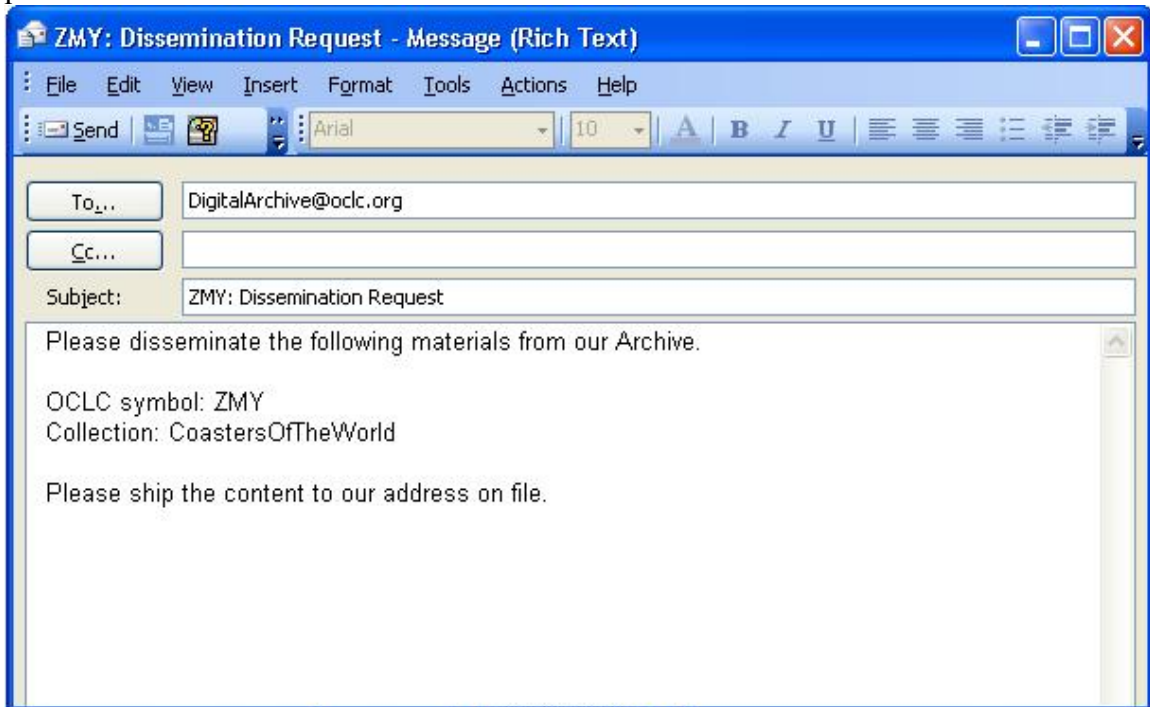 ZMY: Dissemination Request - Message (Rich Text)
File Edit View Insert Format Tools Actions Help
Send Arial 10 A B I U
To... DigitalArchive@oclc.org
Cc...
Subject: ZMY: Dissemination Request
Please disseminate the following materials from our Archive.
OCLC symbol: ZMY
Collection: CoastersOfTheWorld
Please ship the content to our address on file.